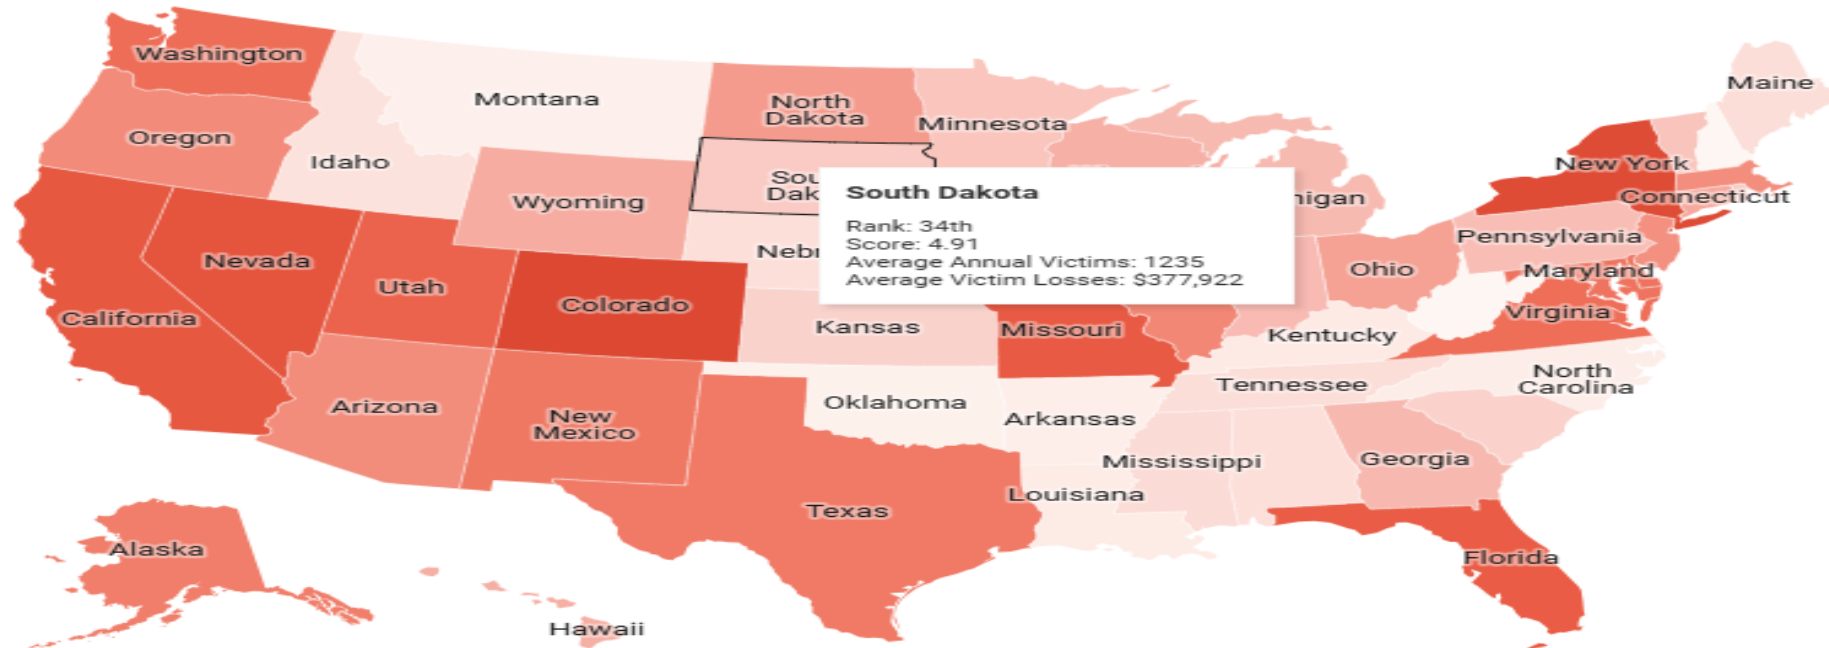 Washington
Maine
Montana
North
Dakota
Minnesota
Oregon
Idaho
New York
Wyoming
Sou
Dak
South Dakota
Rank: 34th
Score: 4.91
Average Annual Victims: 1235
Average Victim Losses: $377,922
higan
Connecticut
Pennsylvania
Nebr
Nevada
Ohio
Maryland
Utah
Colorado
California
Kansas
Missouri
Kentucky
Virginia
North
Carolina
Tennessee
Arizona
New
Mexico
Oklahoma
Arkansas
Mississippi
Georgia
Louisiana
Texas
Alaska
Florida
Hawaii